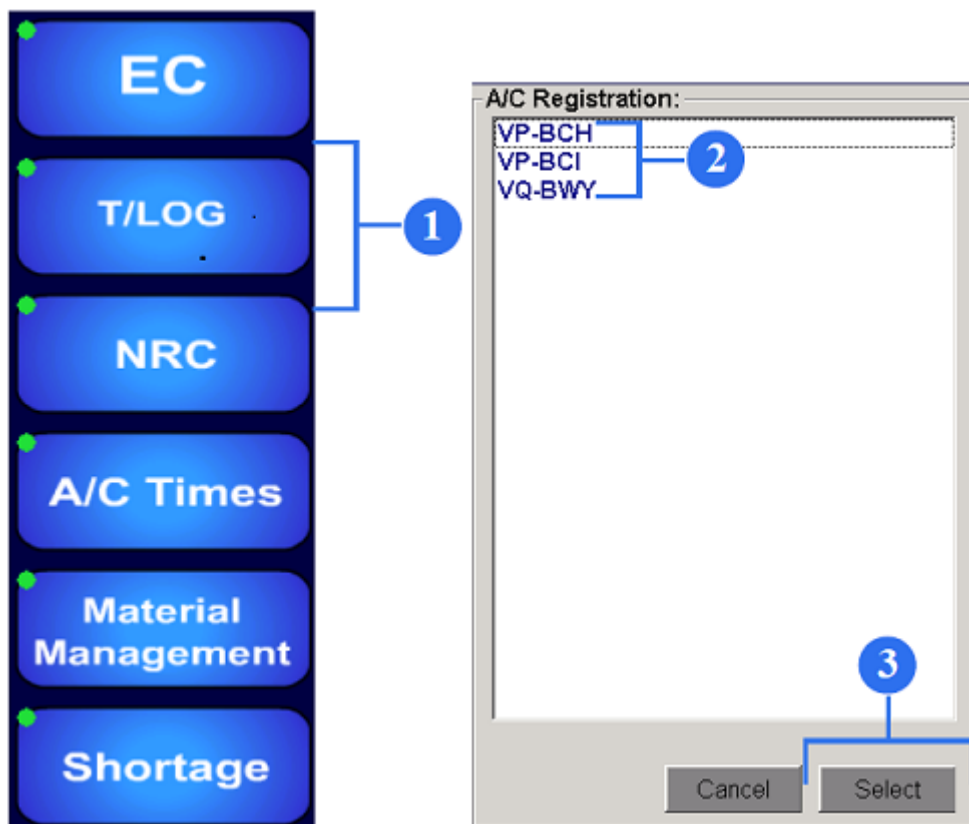 EC
T/LOG
NRC
A/C Times
Material
Management
Shortage
1
A/C Registration:
VP-BCH
VP-BCI
VQ-BWY
2
3
Cancel
Select